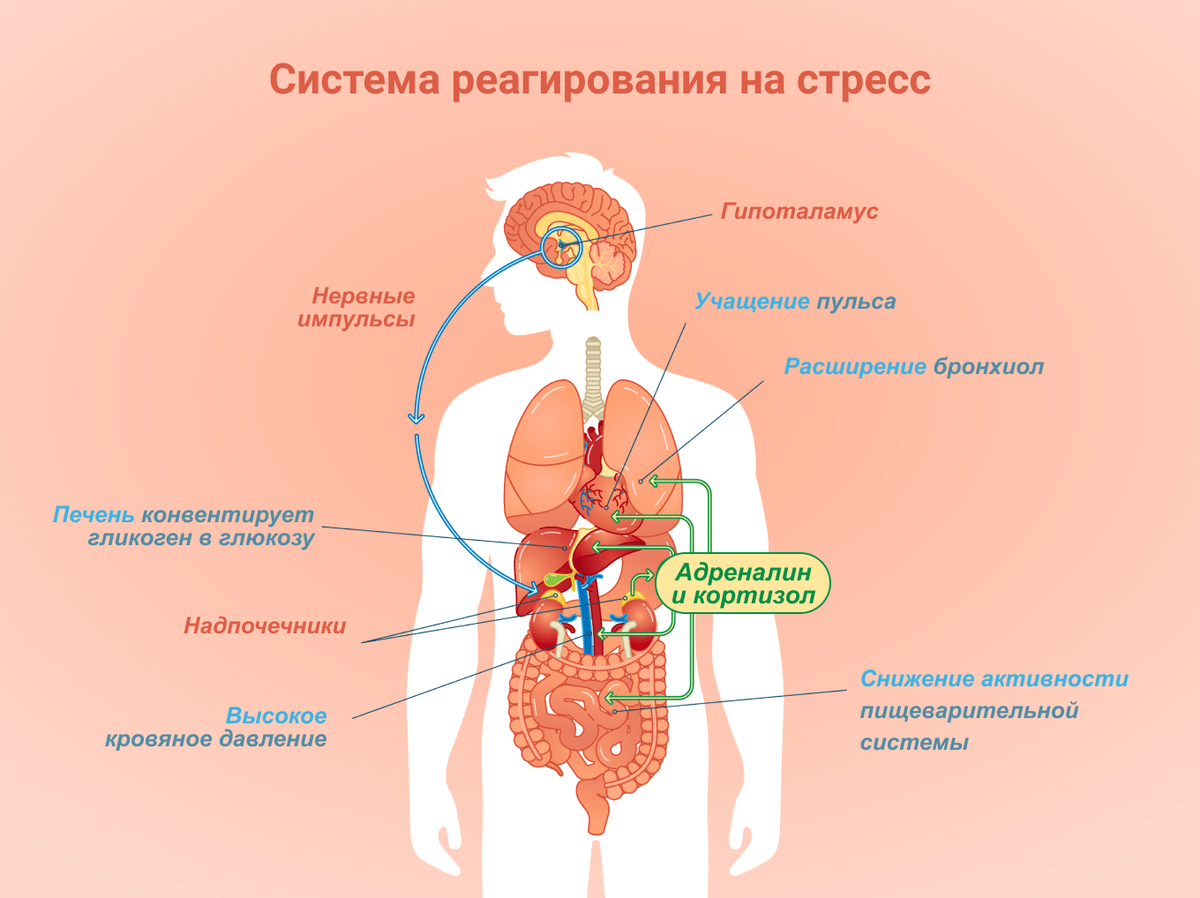 Система реагирования на стресс
Гипоталамус
Нервные
импульсы
Учащение пульса
Расширение бронхиол
Печень конвентирует
гликоген в глюкозу
Адреналин
и кортизол
Надпочечники
Высокое
кровяное давление
Снижение активности
пищеварительной
системы